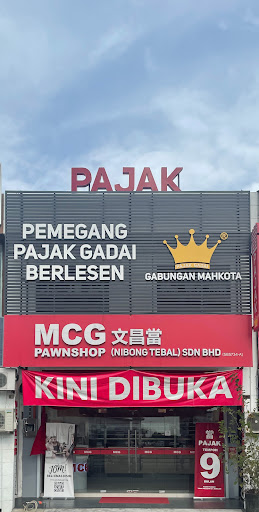 PAJAK
PEMEGANG
PAJAK GADAI
BERLESEN
GABUNGAN MAHKOTA
MCG 文昌當
PAWNSHOP (NIBONG TEBAL) SDN BHD
KINI DIBUKA
當
PAJAK
9